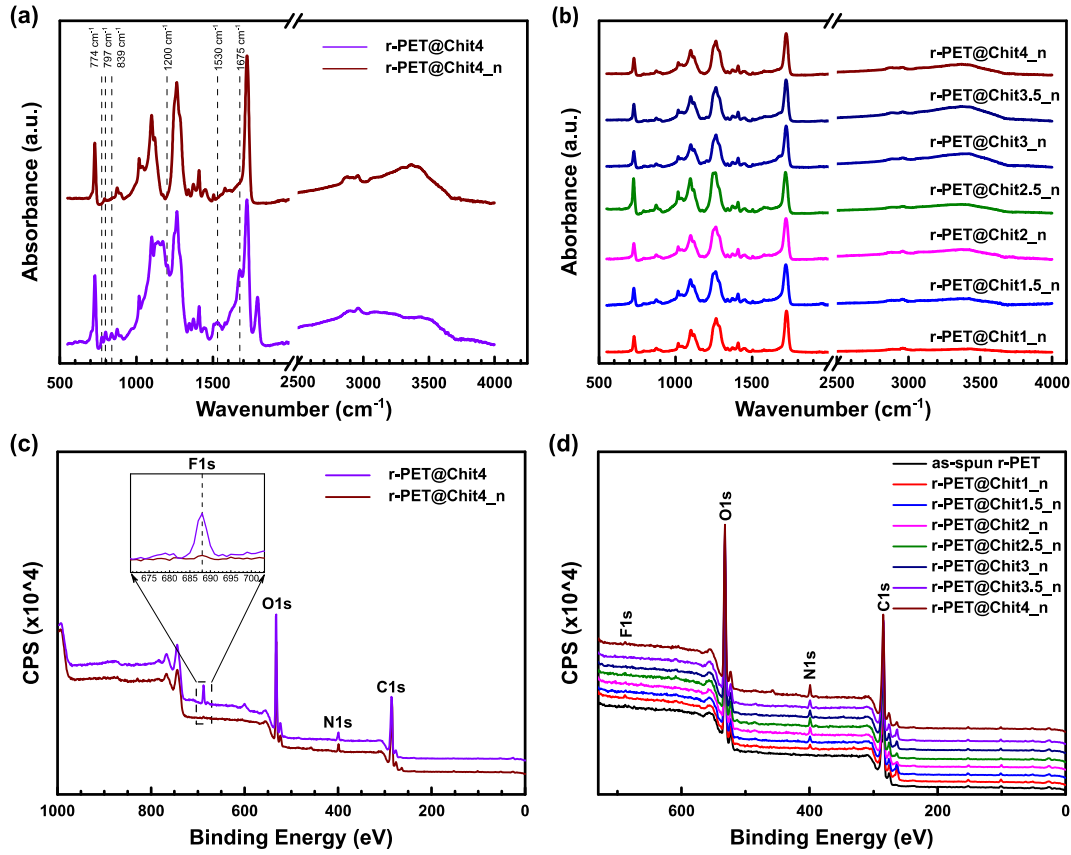 (a)
774 cm⁻¹
797 cm⁻¹
839 cm⁻¹
1200 cm⁻¹
1530 cm⁻¹
1675 cm⁻¹
r-PET@Chit4
r-PET@Chit4_n
Absorbance (a.u.)
500 1000 1500 2000 2500 3000 3500 4000
Wavenumber (cm⁻¹)
(b)
r-PET@Chit4_n
r-PET@Chit3.5_n
r-PET@Chit3_n
r-PET@Chit2.5_n
r-PET@Chit2_n
r-PET@Chit1.5_n
r-PET@Chit1_n
Aborbance (a.u.)
500 1000 1500 2000 2500 3000 3500 4000
Wavenumber (cm⁻¹)
(c)
F1s
675 680 685 690 695 700
r-PET@Chit4
r-PET@Chit4_n
O1s
N1s
C1s
CPS (x10^4)
1000 800 600 400 200 0
Binding Energy (eV)
(d)
as-spun r-PET
r-PET@Chit1_n
r-PET@Chit1.5_n
r-PET@Chit2_n
r-PET@Chit2.5_n
r-PET@Chit3_n
r-PET@Chit3.5_n
r-PET@Chit4_n
F1s
O1s
N1s
C1s
CPS (x10^4)
600 400 200 0
Binding Energy (eV)